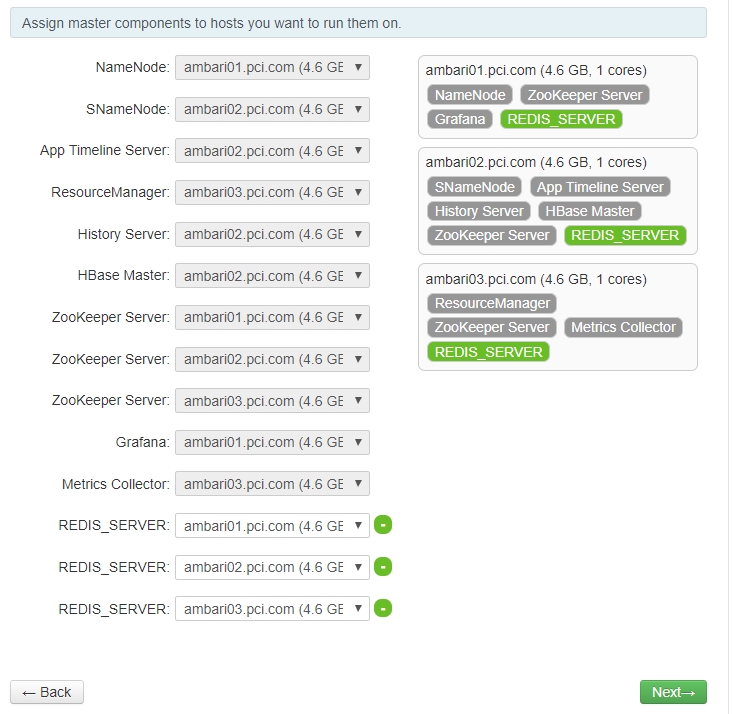 Assign master components to hosts you want to run them on.
NameNode: ambari01.pci.com (4.6 GE
SNameNode: ambari02.pci.com (4.6 GE
App Timeline Server: ambari02.pci.com (4.6 GE
ResourceManager: ambari03.pci.com (4.6 GE
History Server: ambari02.pci.com (4.6 GE
HBase Master: ambari02.pci.com (4.6 GE
ZooKeeper Server: ambari01.pci.com (4.6 GE
ZooKeeper Server: ambari02.pci.com (4.6 GE
ZooKeeper Server: ambari03.pci.com (4.6 GE
Grafana: ambari01.pci.com (4.6 GE
Metrics Collector: ambari03.pci.com (4.6 GE
REDIS_SERVER: ambari01.pci.com (4.6 GE -
REDIS_SERVER: ambari02.pci.com (4.6 GE -
REDIS_SERVER: ambari03.pci.com (4.6 GE -
ambari01.pci.com (4.6 GB, 1 cores)
NameNode ZooKeeper Server
Grafana REDIS_SERVER
ambari02.pci.com (4.6 GB, 1 cores)
SNameNode App Timeline Server
History Server HBase Master
ZooKeeper Server REDIS_SERVER
ambari03.pci.com (4.6 GB, 1 cores)
ResourceManager
ZooKeeper Server Metrics Collector
REDIS_SERVER
← Back
Next→